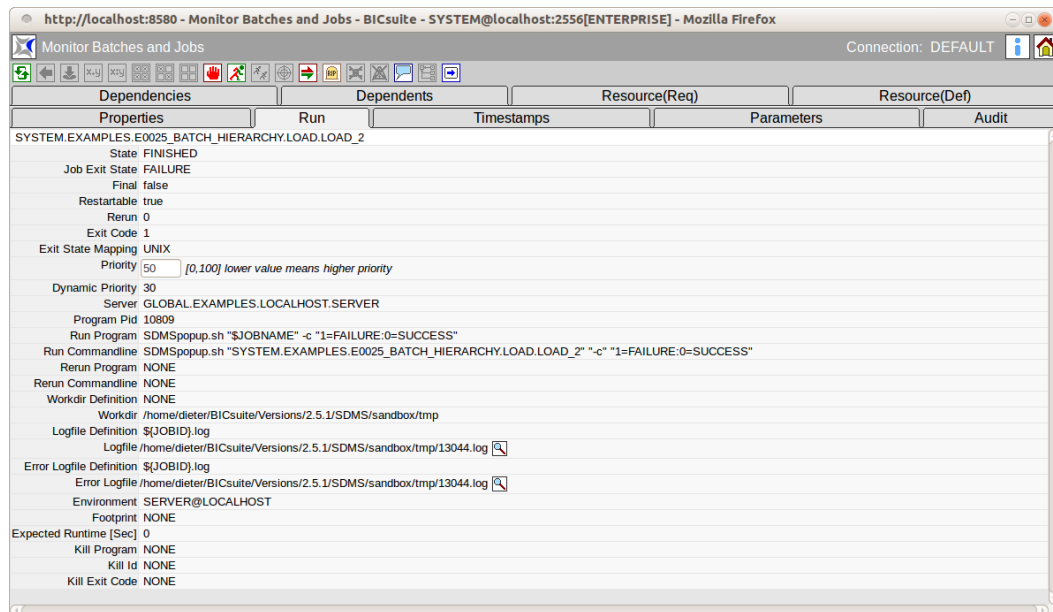 http://localhost:8580 - Monitor Batches and Jobs - BICsuite - SYSTEM@localhost:2556[ENTERPRISE] - Mozilla Firefox
Monitor Batches and Jobs Connection: DEFAULT
x,y x=y RIP
Dependencies Dependents Resource(Req) Resource(Def)
Properties Run Timestamps Parameters Audit
SYSTEM.EXAMPLES.E0025_BATCH_HIERARCHY.LOAD.LOAD_2
State FINISHED
Job Exit State FAILURE
Final false
Restartable true
Rerun 0
Exit Code 1
Exit State Mapping UNIX
Priority 50 [0,100] lower value means higher priority
Dynamic Priority 30
Server GLOBAL.EXAMPLES.LOCALHOST.SERVER
Program Pid 10809
Run Program SDMSpopup.sh "$JOBNAME" -c "1=FAILURE:0=SUCCESS"
Run Commandline SDMSpopup.sh "SYSTEM.EXAMPLES.E0025_BATCH_HIERARCHY.LOAD.LOAD_2" "-c" "1=FAILURE:0=SUCCESS"
Rerun Program NONE
Rerun Commandline NONE
Workdir Definition NONE
Workdir /home/dieter/BICsuite/Versions/2.5.1/SDMS/sandbox/tmp
Logfile Definition ${JOBID}.log
Logfile /home/dieter/BICsuite/Versions/2.5.1/SDMS/sandbox/tmp/13044.log
Error Logfile Definition ${JOBID}.log
Error Logfile /home/dieter/BICsuite/Versions/2.5.1/SDMS/sandbox/tmp/13044.log
Environment SERVER@LOCALHOST
Footprint NONE
Expected Runtime [Sec] 0
Kill Program NONE
Kill Id NONE
Kill Exit Code NONE